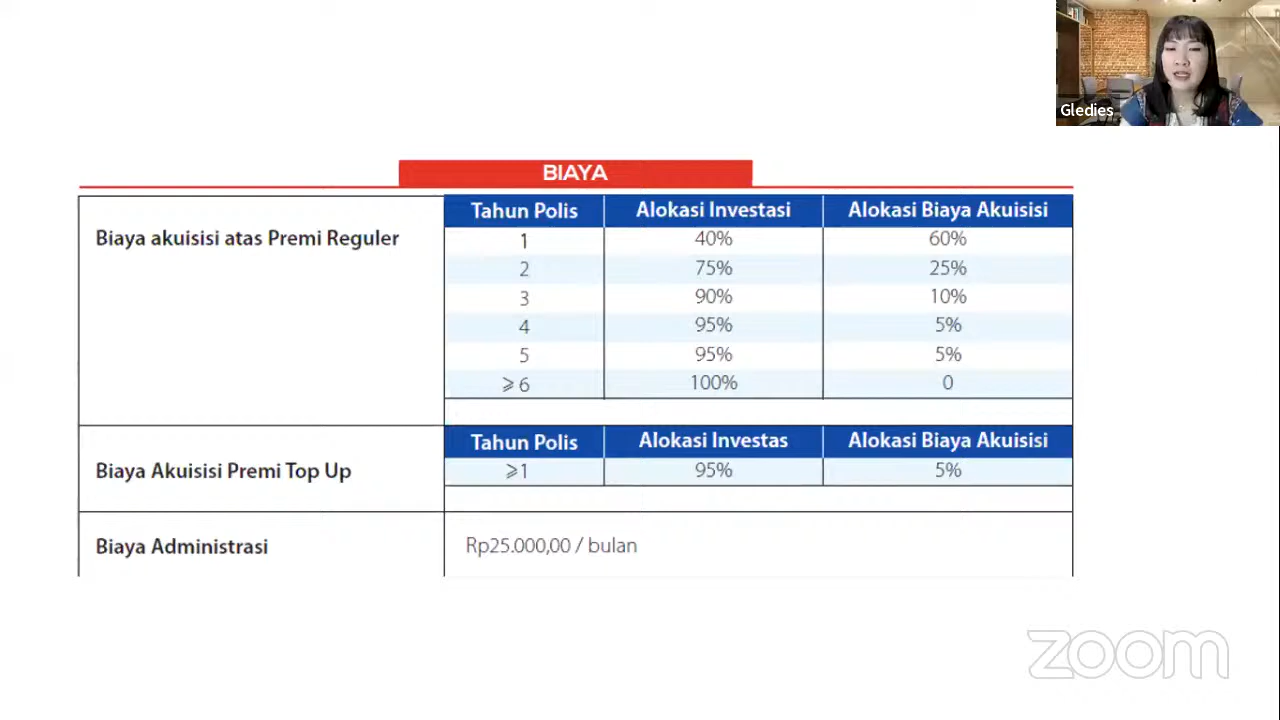 Gledies
BIAYA
Tahun Polis Alokasi Investasi Alokasi Biaya Akuisisi
Biaya akuisisi atas Premi Reguler 1 40% 60%
2 75% 25%
3 90% 10%
4 95% 5%
5 95% 5%
⩾ 6 100% 0
Tahun Polis Alokasi Investas Alokasi Biaya Akuisisi
Biaya Akuisisi Premi Top Up ⩾1 95% 5%
Biaya Administrasi Rp25.000,00 / bulan
zoom